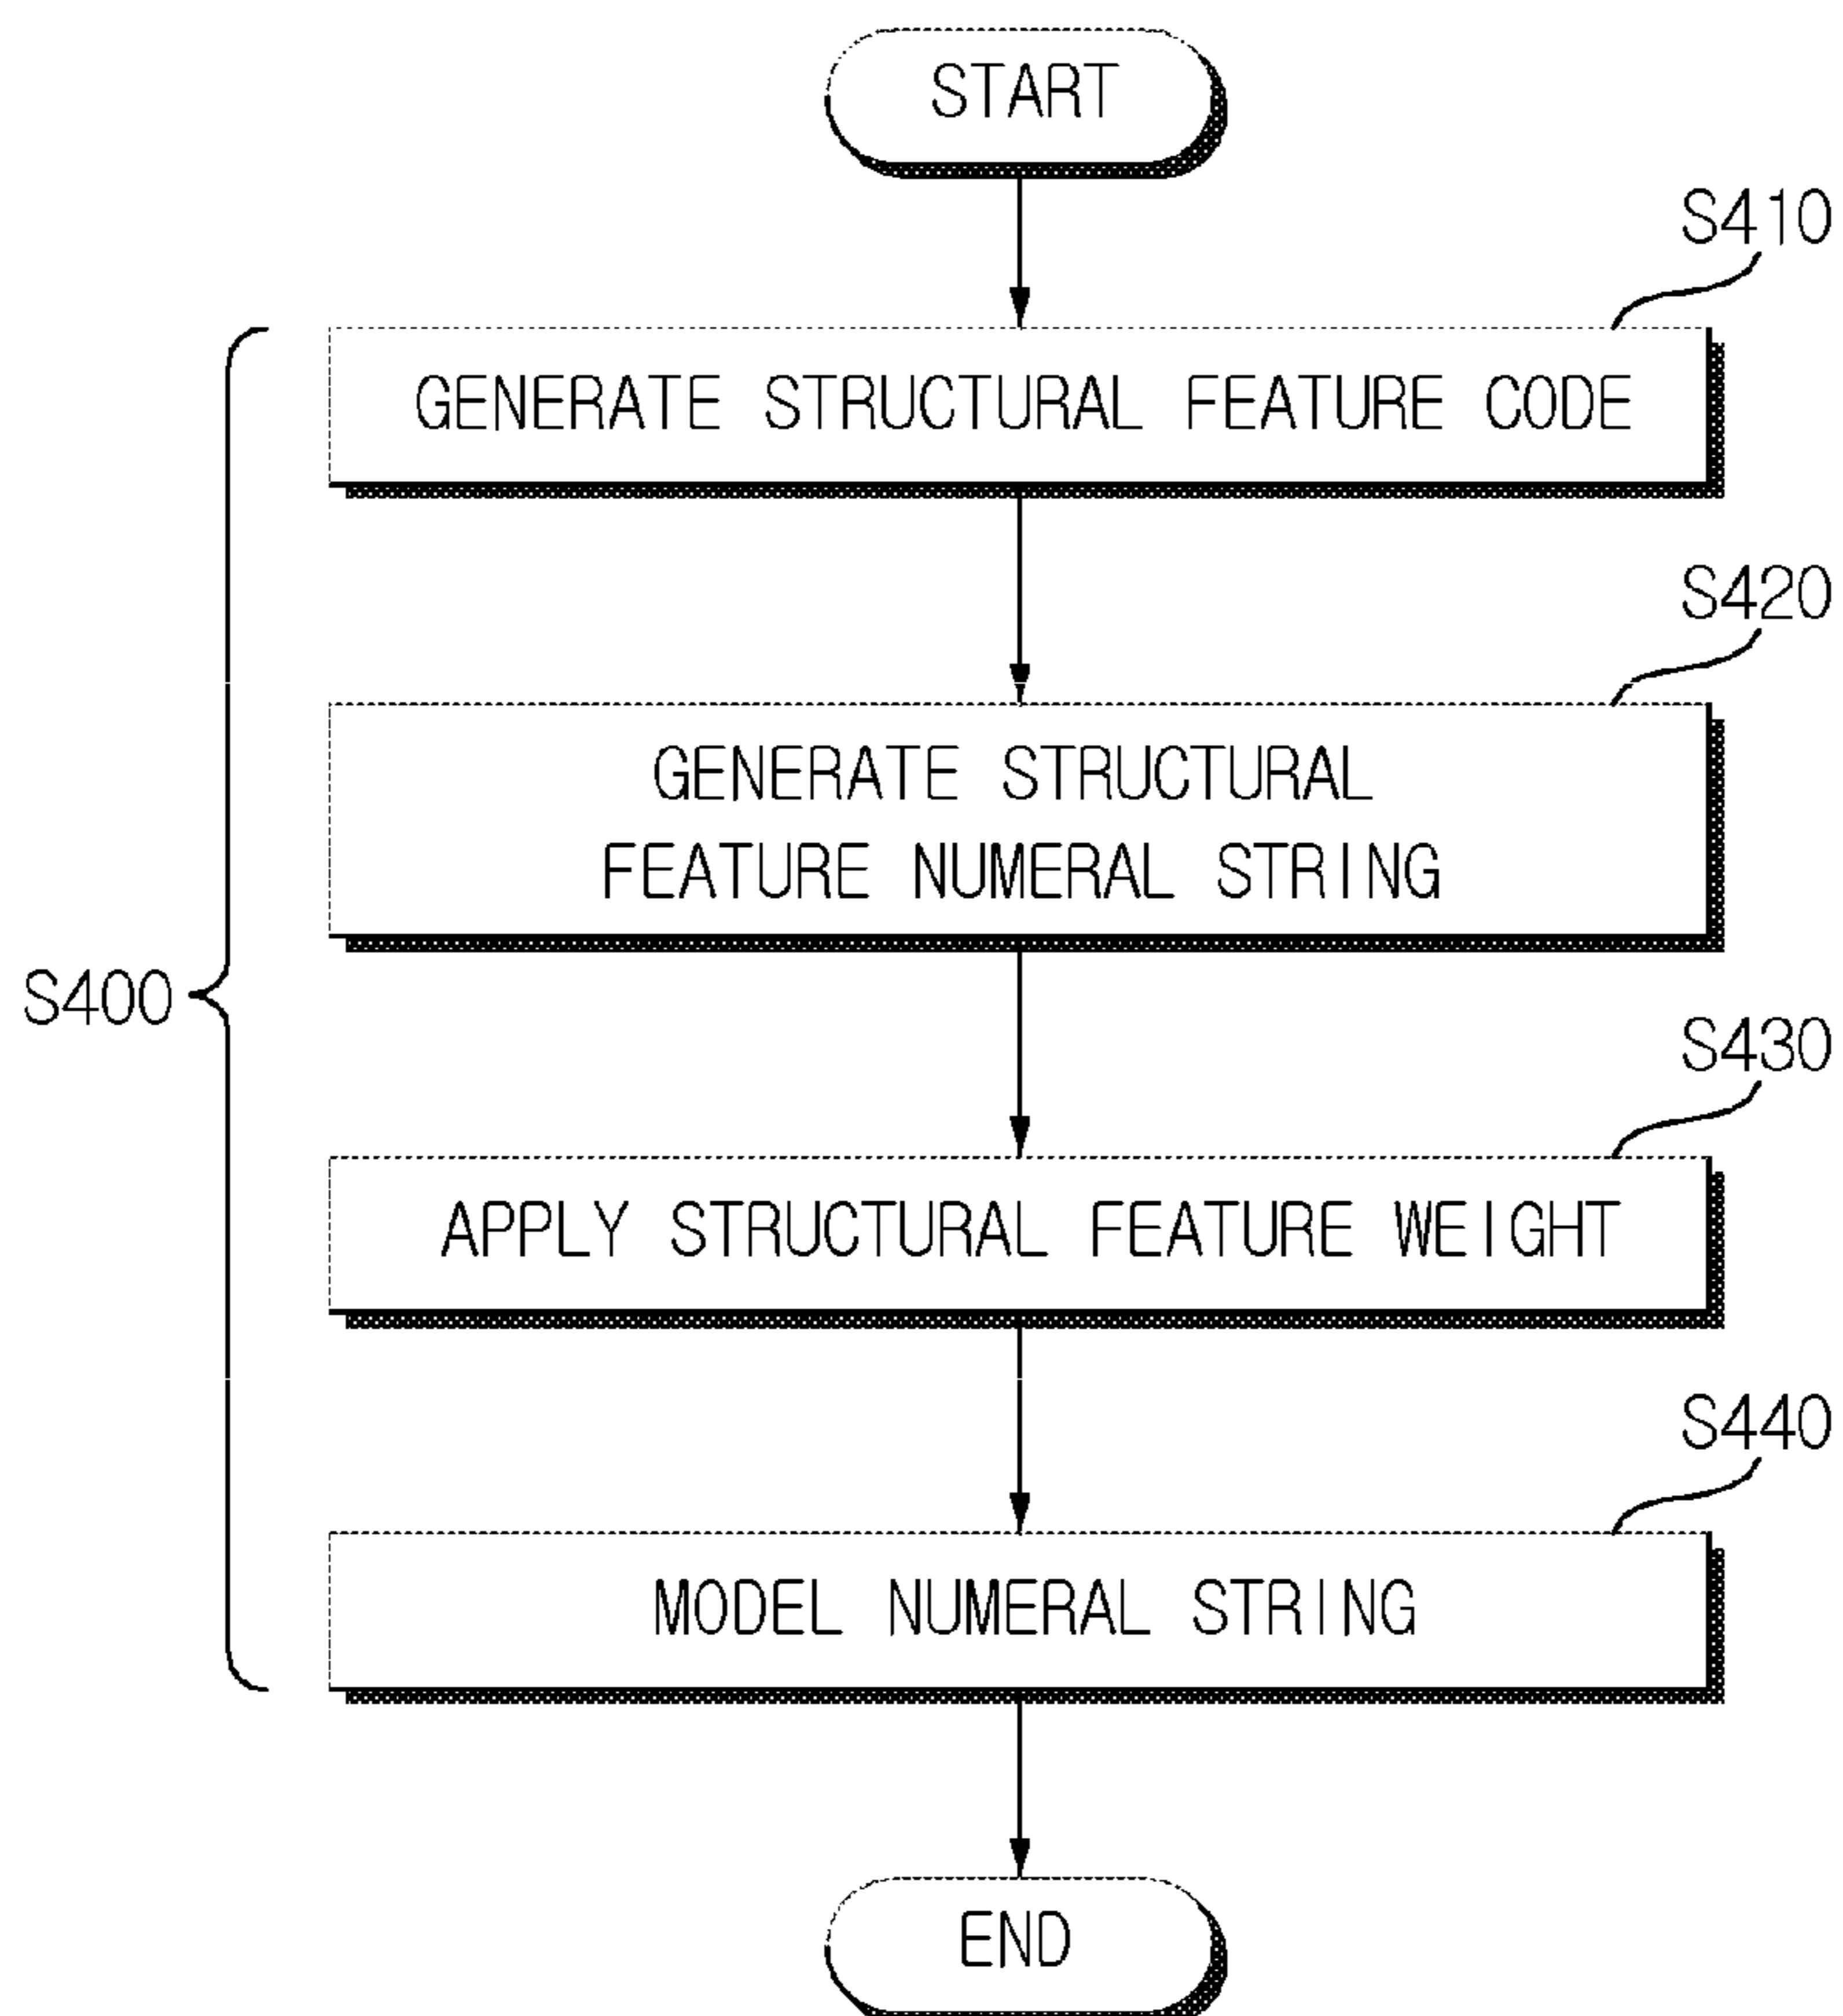 START
S410
GENERATE STRUCTURAL FEATURE CODE
S420
GENERATE STRUCTURAL
FEATURE NUMERAL STRING
S400
S430
APPLY STRUCTURAL FEATURE WEIGHT
S440
MODEL NUMERAL STRING
END